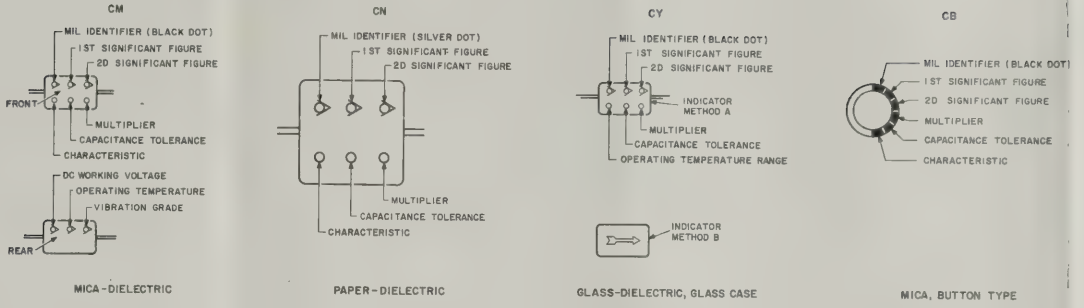 CM
MIL IDENTIFIER (BLACK DOT)
1ST SIGNIFICANT FIGURE
2D SIGNIFICANT FIGURE
FRONT
MULTIPLIER
CAPACITANCE TOLERANCE
CHARACTERISTIC
DC WORKING VOLTAGE
OPERATING TEMPERATURE
VIBRATION GRADE
REAR
MICA-DIELECTRIC
CN
MIL IDENTIFIER (SILVER DOT)
1ST SIGNIFICANT FIGURE
2D SIGNIFICANT FIGURE
MULTIPLIER
CAPACITANCE TOLERANCE
CHARACTERISTIC
PAPER-DIELECTRIC
CY
MIL IDENTIFIER (BLACK DOT)
1ST SIGNIFICANT FIGURE
2D SIGNIFICANT FIGURE
INDICATOR
METHOD A
MULTIPLIER
CAPACITANCE TOLERANCE
OPERATING TEMPERATURE RANGE
INDICATOR
METHOD B
GLASS-DIELECTRIC, GLASS CASE
CB
MIL IDENTIFIER (BLACK DOT)
1ST SIGNIFICANT FIGURE
2D SIGNIFICANT FIGURE
MULTIPLIER
CAPACITANCE TOLERANCE
CHARACTERISTIC
MICA, BUTTON TYPE